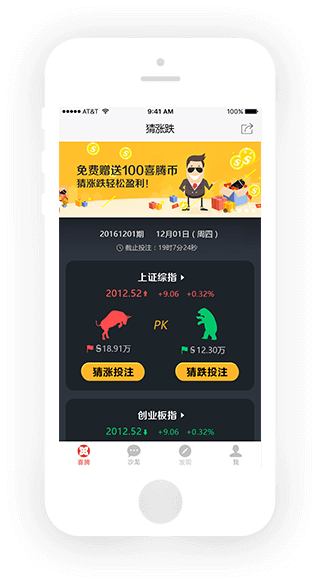 AT&T 9:41 AM 100%
猜涨跌
免费赠送100喜腾币
猜涨跌轻松盈利！
20161201期 12月01日（周四）
截止投注：19时7分24秒
上证综指
2012.52 +9.06 +0.32%
PK
18.91万 12.30万
猜涨投注 猜跌投注
创业板指
2012.52 +9.06 +0.32%
喜腾 沙龙 发现 我